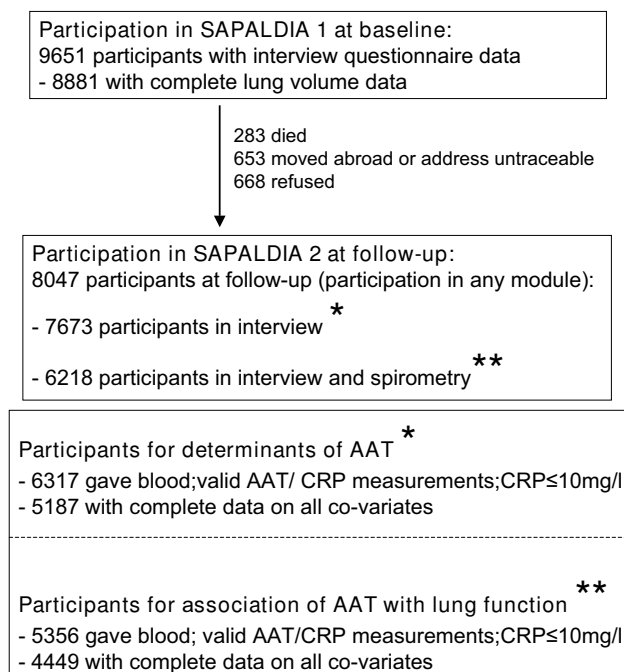 Participation in SAPALDIA 1 at baseline:
9651 participants with interview questionnaire data
- 8881 with complete lung volume data
283 died
653 moved abroad or address untraceable
668 refused
Participation in SAPALDIA 2 at follow-up:
8047 participants at follow-up (participation in any module):
- 7673 participants in interview *
- 6218 participants in interview and spirometry **
Participants for determinants of AAT *
- 6317 gave blood;valid AAT/ CRP measurements;CRP≤10mg/l
- 5187 with complete data on all co-variates
Participants for association of AAT with lung function **
- 5356 gave blood; valid AAT/CRP measurements;CRP≤10mg/l
- 4449 with complete data on all co-variates